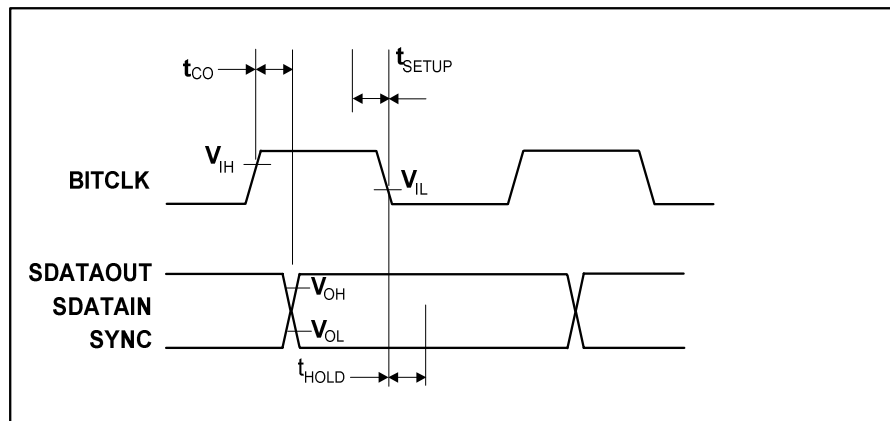 tCO
tSETUP
VIH
BITCLK
VIL
SDATAOUT
VOH
SDATAIN
VOL
SYNC
tHOLD